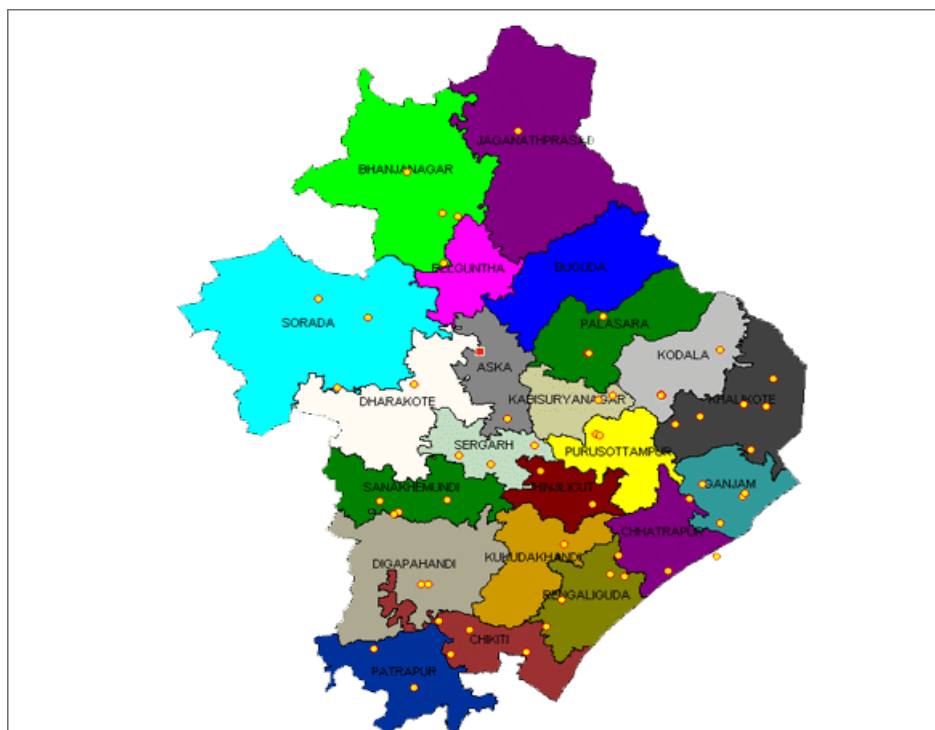 JAGANATHPRASAD
BHANJANAGAR
BELGUNTHA
BUGUDA
SORADA
PALASARA
KODALA
ASKA
DHARAKOTE
KABISURYANAGAR
KHALIKOTE
SERGARH
PURUSOTTAMPUR
SANAKHEMUNDI
HINJILICUT
GANJAM
CHHATRAPUR
KUKUDAKHANDI
DIGAPAHANDI
RENGALIGUDA
CHIKITI
PATRAPUR